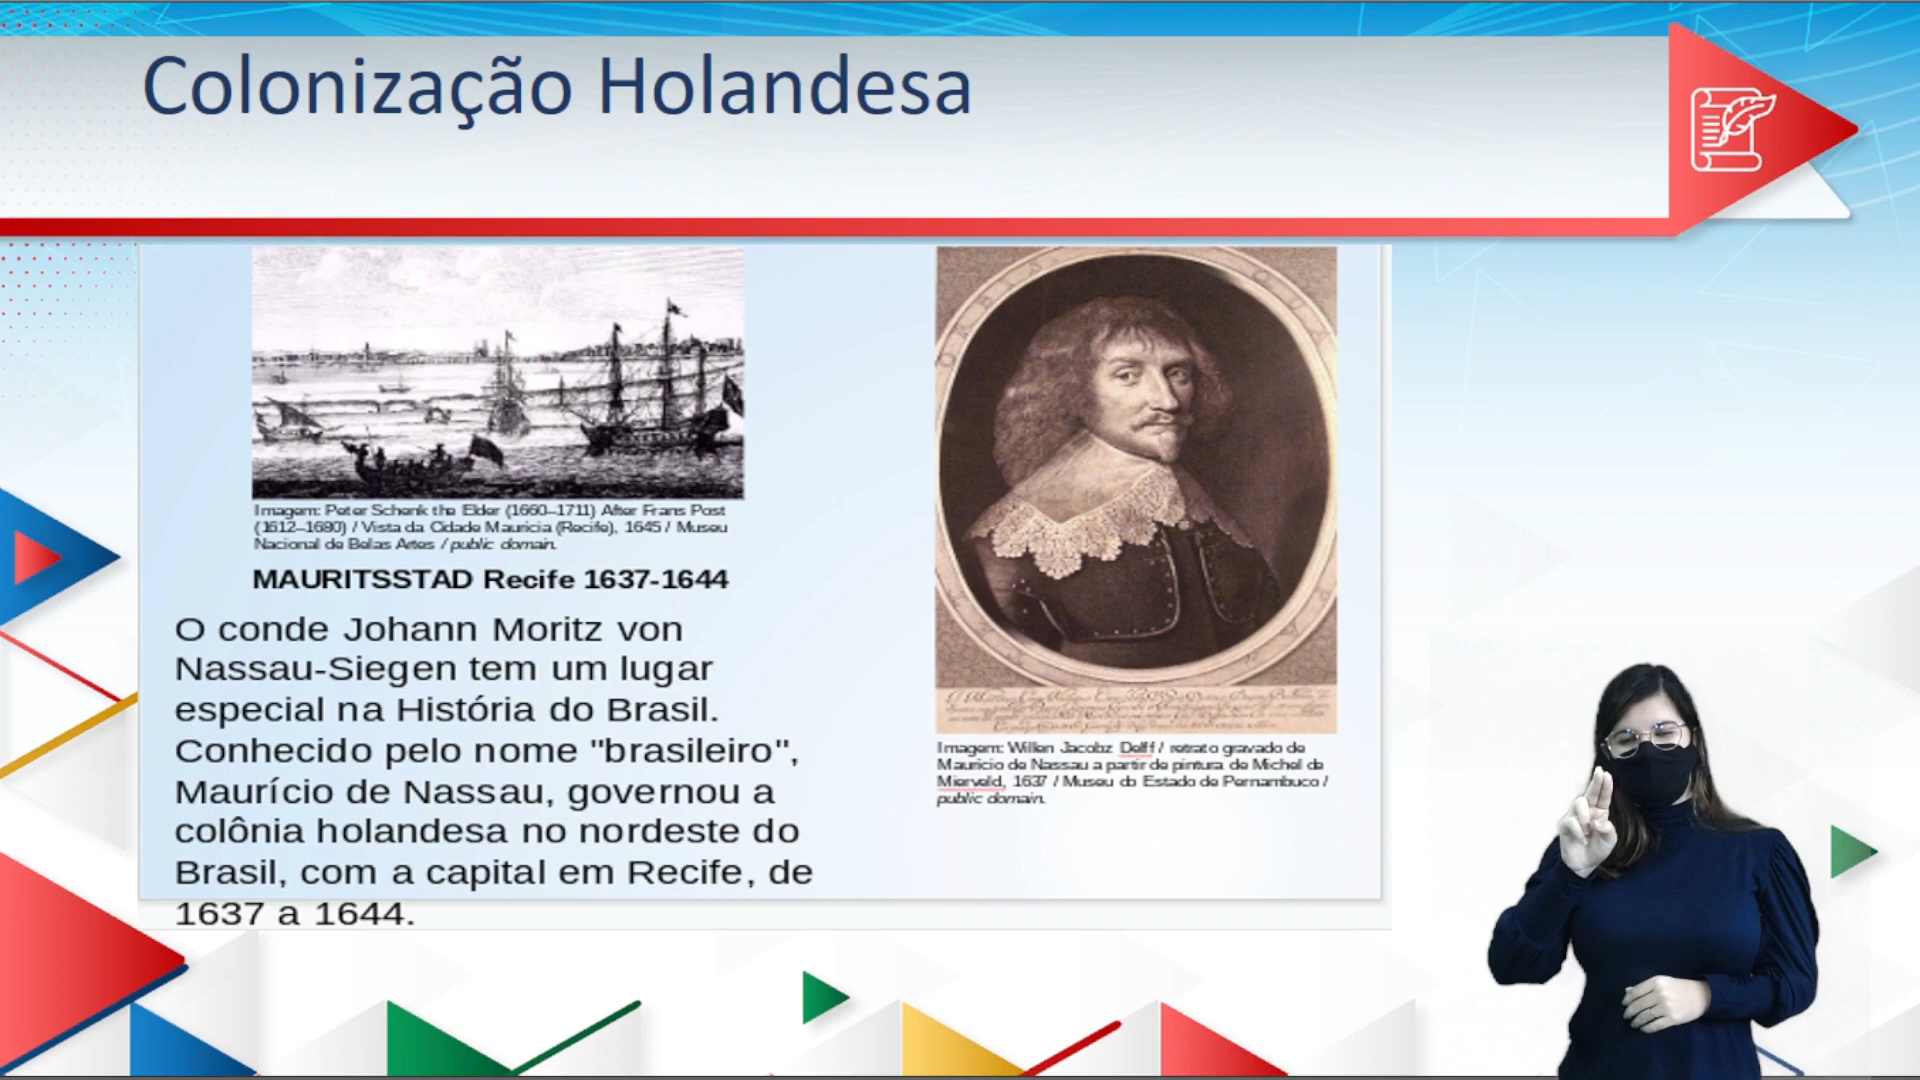 Colonização Holandesa
Imagem: Peter Schenk the Elder (1660–1711) After Frans Post
(1612–1680) / Vista da Cidade Maurícia (Recife), 1645 / Museu
Nacional de Belas Artes / public domain.
MAURITSSTAD Recife 1637-1644
O conde Johann Moritz von
Nassau-Siegen tem um lugar
especial na História do Brasil.
Conhecido pelo nome "brasileiro",
Maurício de Nassau, governou a
colônia holandesa no nordeste do
Brasil, com a capital em Recife, de
1637 a 1644.
Imagem: Willen Jacobz Delff / retrato gravado de
Maurício de Nassau a partir de pintura de Michel de
Mierveld, 1637 / Museu do Estado de Pernambuco /
public domain.